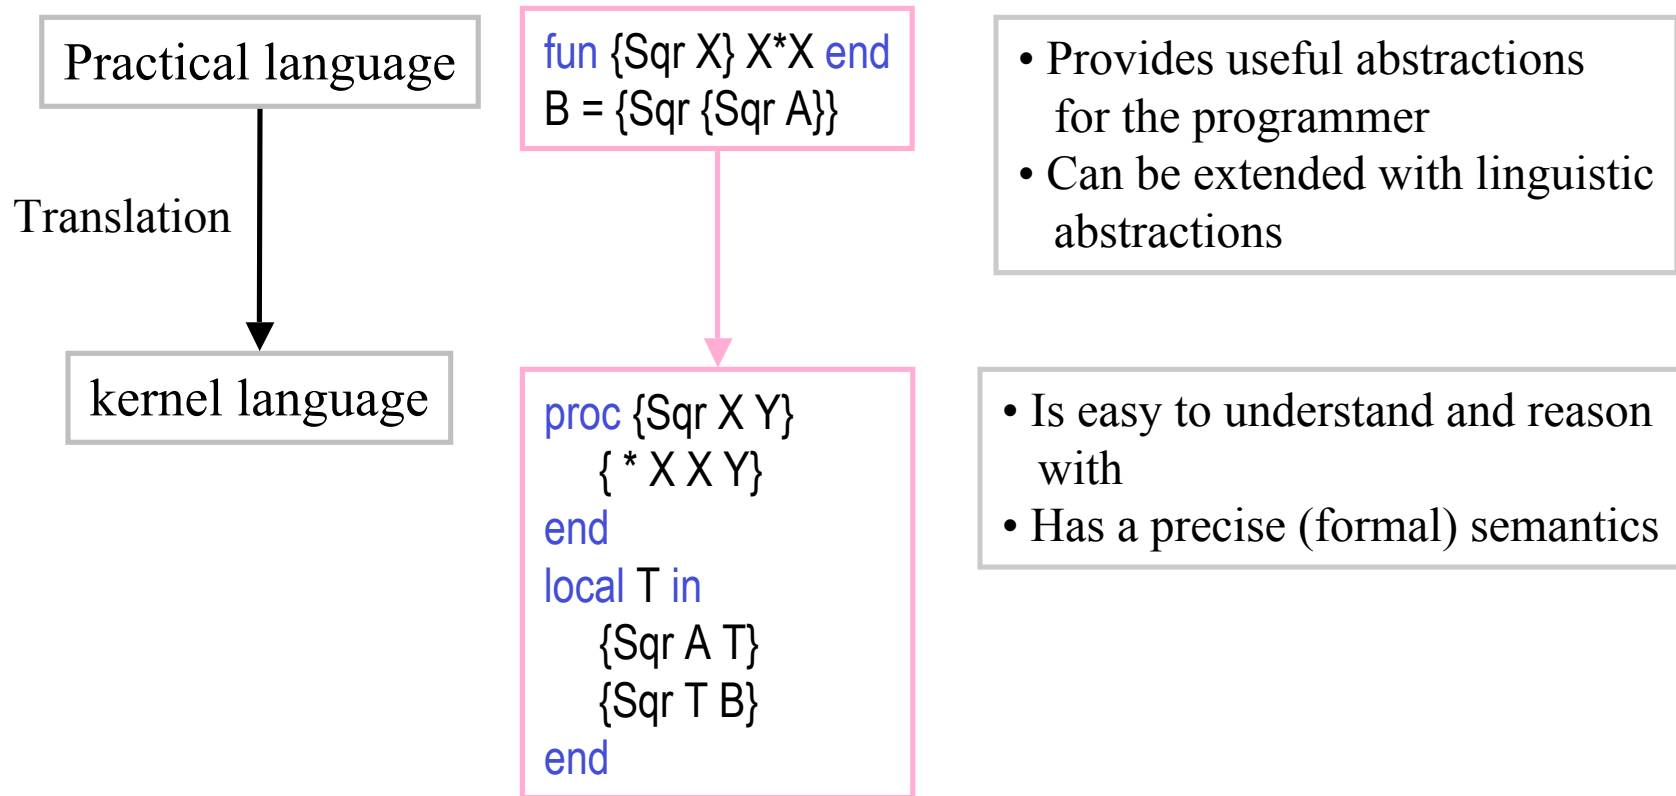 Practical language
Translation
kernel language
fun {Sqr X} X*X end
B = {Sqr {Sqr A}}
proc {Sqr X Y}
{ * X X Y}
end
local T in
{Sqr A T}
{Sqr T B}
end
• Provides useful abstractions
for the programmer
• Can be extended with linguistic
abstractions
• Is easy to understand and reason
with
• Has a precise (formal) semantics